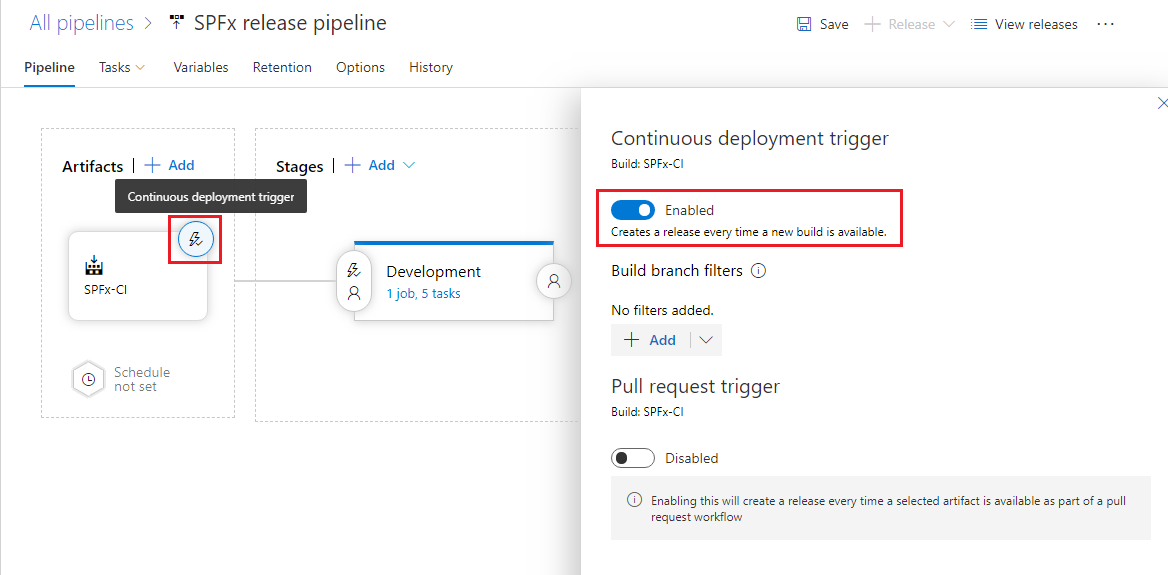 All pipelines > SPFx release pipeline
Save
Release
View releases
Pipeline
Tasks
Variables
Retention
Options
History
Artifacts | + Add
Continuous deployment trigger
SPFx-CI
Schedule
not set
Stages | + Add
Development
1 job, 5 tasks
Continuous deployment trigger
Build: SPFx-CI
Enabled
Creates a release every time a new build is available.
Build branch filters
No filters added.
+ Add
Pull request trigger
Build: SPFx-CI
Disabled
Enabling this will create a release every time a selected artifact is available as part of a pull
request workflow